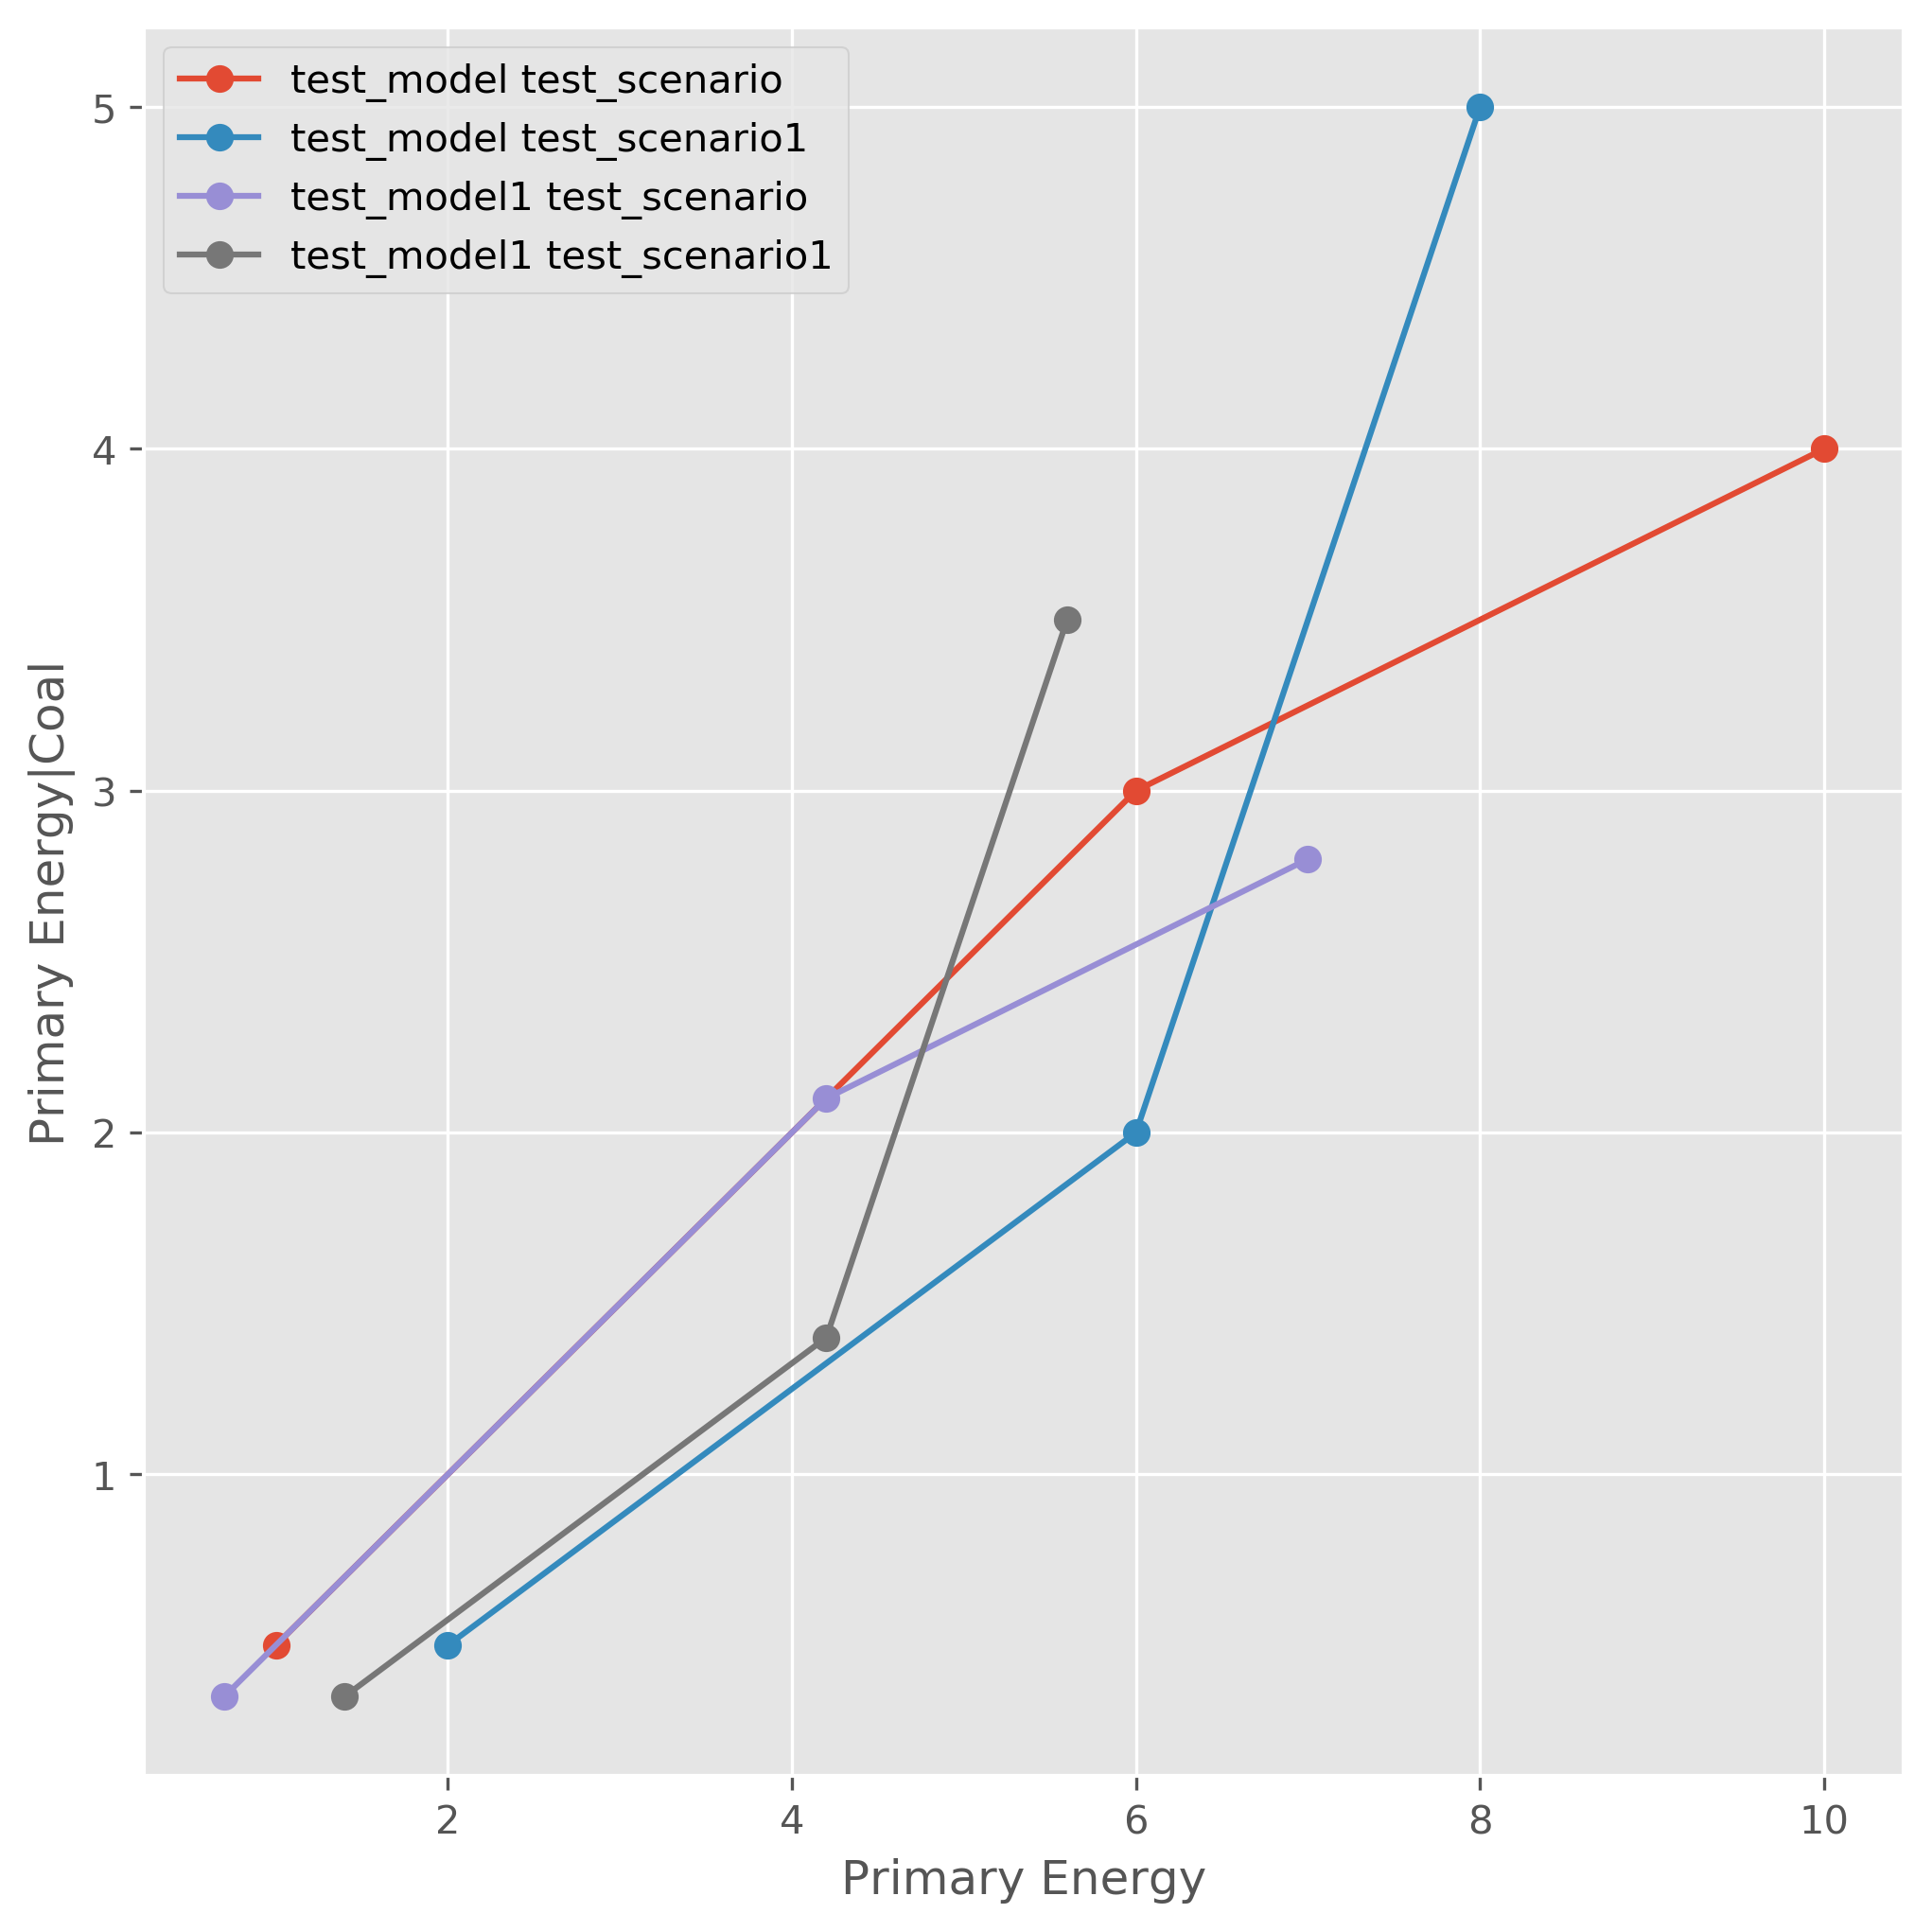 test_model test_scenario
test_model test_scenario1
test_model1 test_scenario
test_model1 test_scenario1
5
4
3
2
1
Primary Energy|Coal
2 4 6 8 10
Primary Energy